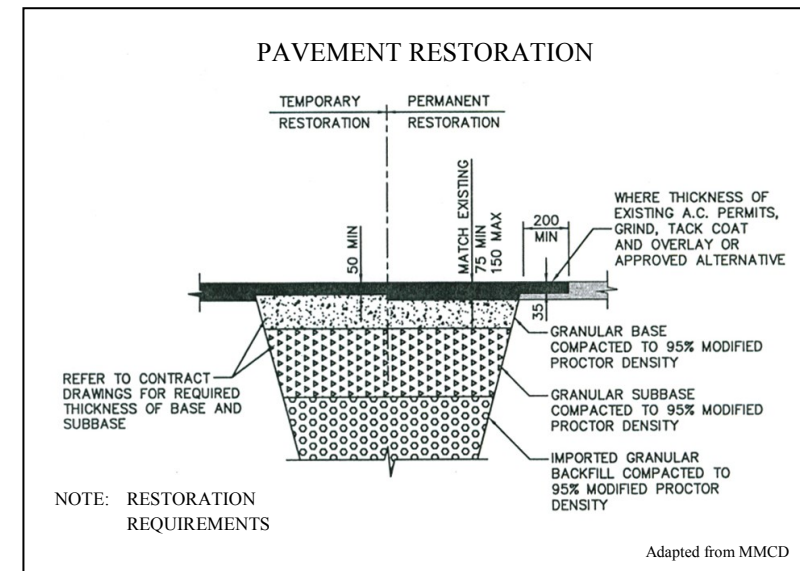 PAVEMENT RESTORATION
TEMPORARY
RESTORATION
PERMANENT
RESTORATION
50 MIN
MATCH EXISTING
75 MIN
150 MAX
200
MIN
35
WHERE THICKNESS OF
EXISTING A.C. PERMITS,
GRIND, TACK COAT
AND OVERLAY OR
APPROVED ALTERNATIVE
GRANULAR BASE
COMPACTED TO 95% MODIFIED
PROCTOR DENSITY
REFER TO CONTRACT
DRAWINGS FOR REQUIRED
THICKNESS OF BASE AND
SUBBASE
GRANULAR SUBBASE
COMPACTED TO 95% MODIFIED
PROCTOR DENSITY
IMPORTED GRANULAR
BACKFILL COMPACTED TO
95% MODIFIED PROCTOR
DENSITY
NOTE: RESTORATION
REQUIREMENTS
Adapted from MMCD